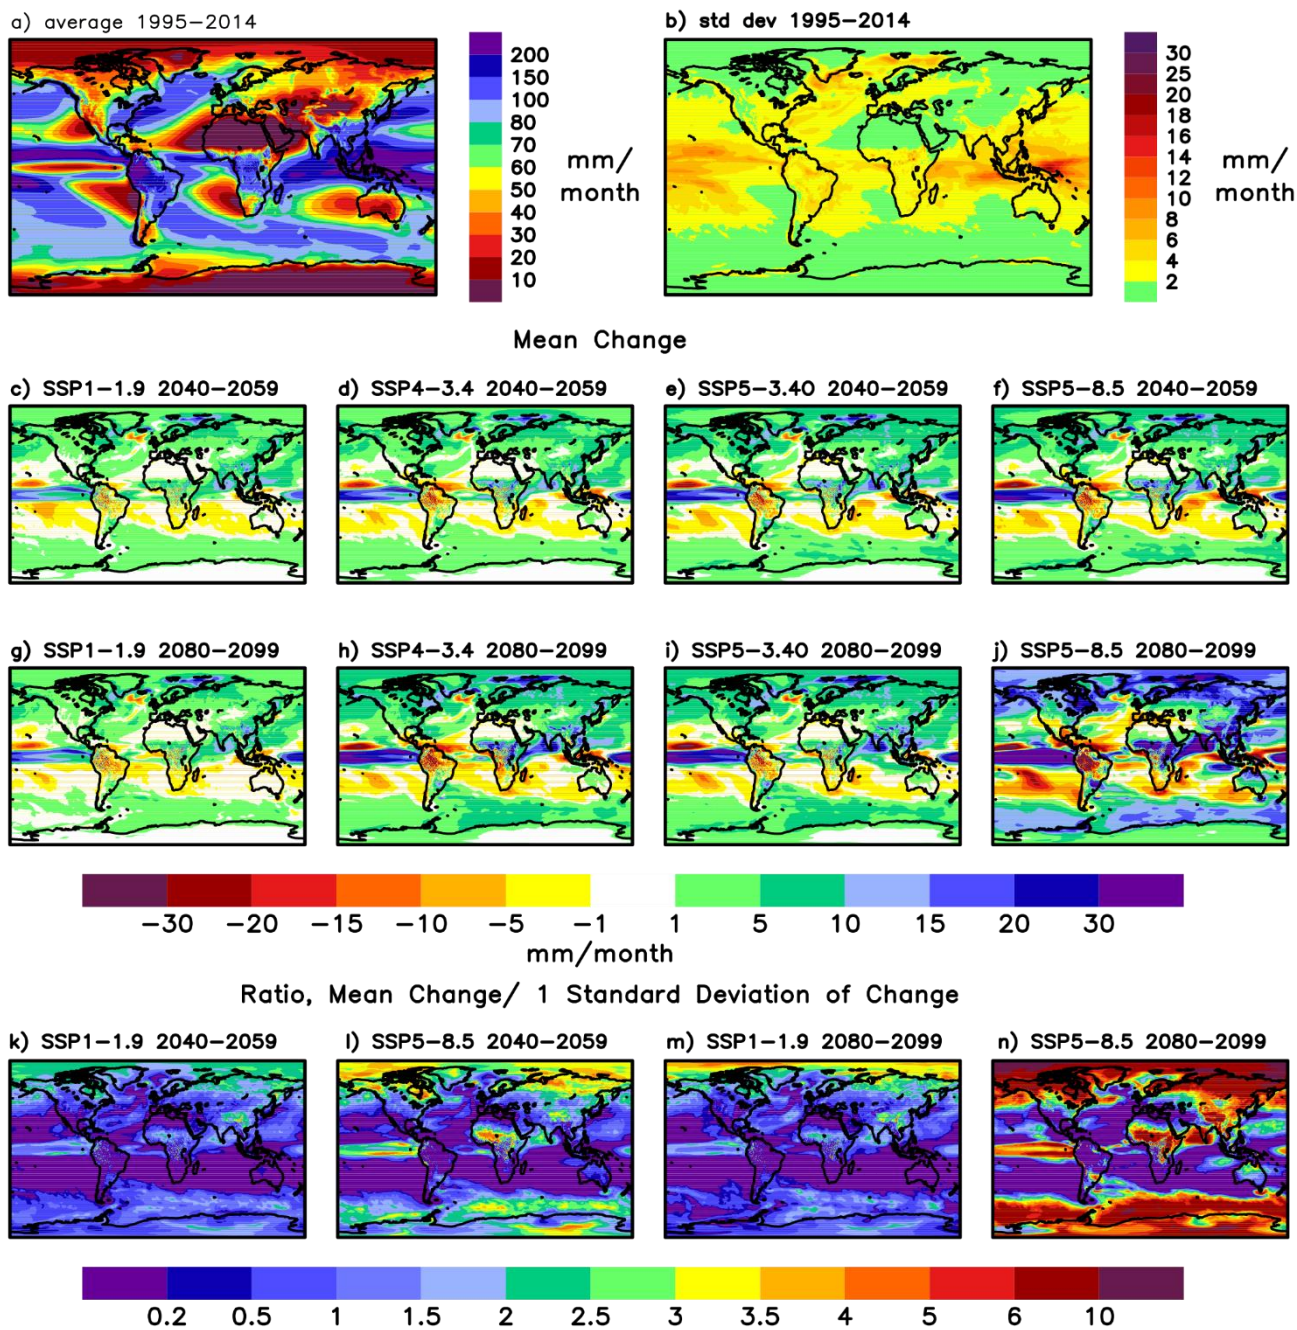 a) average 1995−2014
b) std dev 1995−2014
200
150
100
80
70
60
50
40
30
20
10
mm/
month
30
25
20
18
16
14
12
10
8
6
4
2
mm/
month
Mean Change
c) SSP1−1.9 2040−2059
d) SSP4−3.4 2040−2059
e) SSP5−3.4O 2040−2059
f) SSP5−8.5 2040−2059
g) SSP1−1.9 2080−2099
h) SSP4−3.4 2080−2099
i) SSP5−3.4O 2080−2099
j) SSP5−8.5 2080−2099
−30 −20 −15 −10 −5 −1 1 5 10 15 20 30
mm/month
Ratio, Mean Change/ 1 Standard Deviation of Change
k) SSP1−1.9 2040−2059
l) SSP5−8.5 2040−2059
m) SSP1−1.9 2080−2099
n) SSP5−8.5 2080−2099
0.2 0.5 1 1.5 2 2.5 3 3.5 4 5 6 10